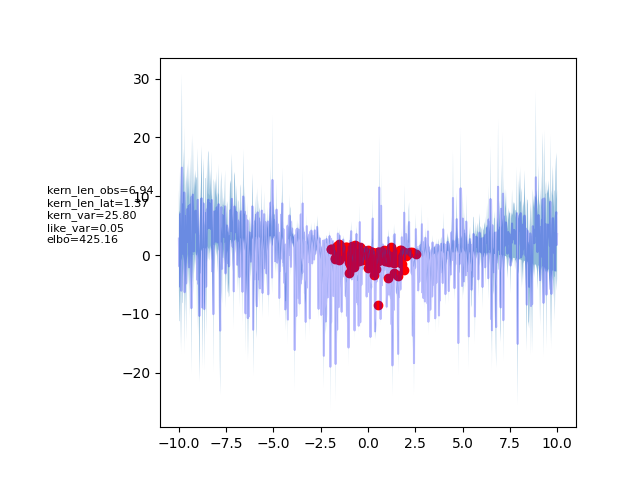 30
20
kern_len_obs=6.94
10
kern_len_lat=1.57
kern_var=25.80
like_var=0.05
elbo=425.16
0
−10
−20
−10.0 −7.5 −5.0 −2.5 0.0 2.5 5.0 7.5 10.0